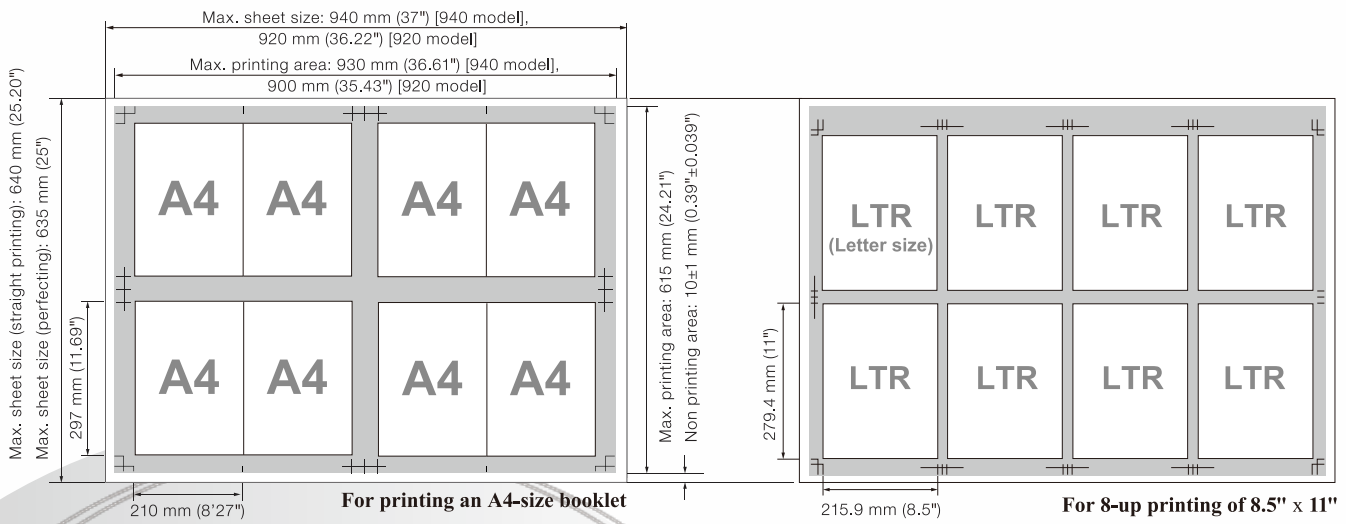 Max. sheet size: 940 mm (37") [940 model],
920 mm (36.22") [920 model]
Max. printing area: 930 mm (36.61") [940 model],
900 mm (35.43") [920 model]
Max. sheet size (straight printing): 640 mm (25.20")
Max. sheet size (perfecting): 635 mm (25")
A4 A4 A4 A4
A4 A4 A4 A4
297 mm (11.69")
210 mm (8'27")
For printing an A4-size booklet
Max. printing area: 615 mm (24.21")
Non printing area: 10±1 mm (0.39"±0.039")
LTR LTR LTR LTR
(Letter size)
LTR LTR LTR LTR
279.4 mm (11")
215.9 mm (8.5")
For 8-up printing of 8.5" x 11"